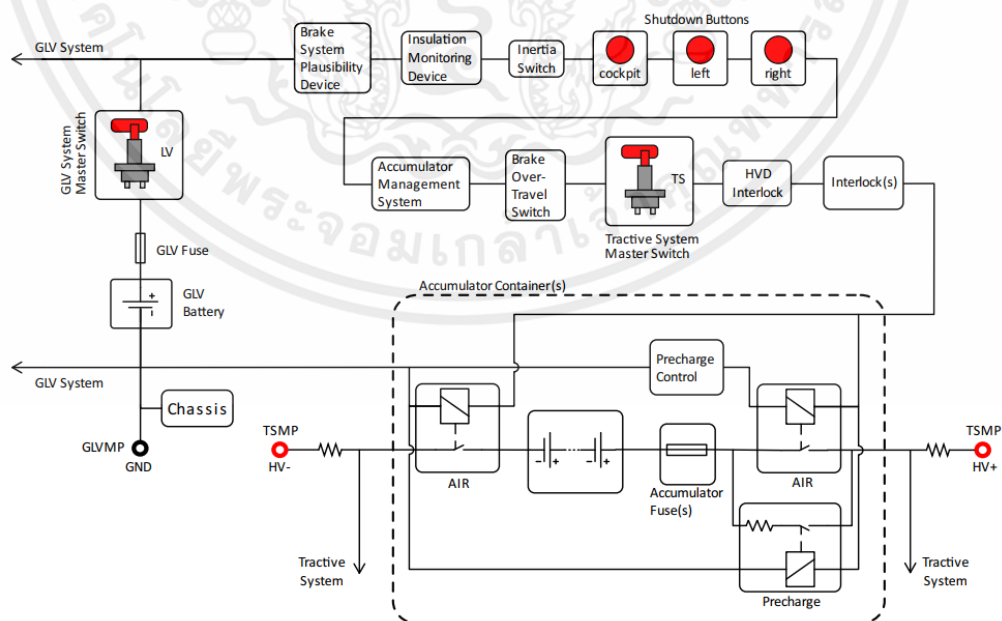 Shutdown Buttons
GLV System
Brake
System
Plausibility
Device
Insulation
Monitoring
Device
Inertia
Switch
cockpit
left
right
GLV System
Master Switch
LV
Accumulator
Management
System
Brake
Over-
Travel
Switch
TS
HVD
Interlock
Interlock(s)
Tractive System
Master Switch
GLV Fuse
GLV
Battery
+
-
Accumulator Container(s)
GLV System
Precharge
Control
Chassis
GLVMP
GND
TSMP
HV-
AIR
- + - +
Accumulator
Fuse(s)
AIR
TSMP
HV+
Tractive
System
Precharge
Tractive
System